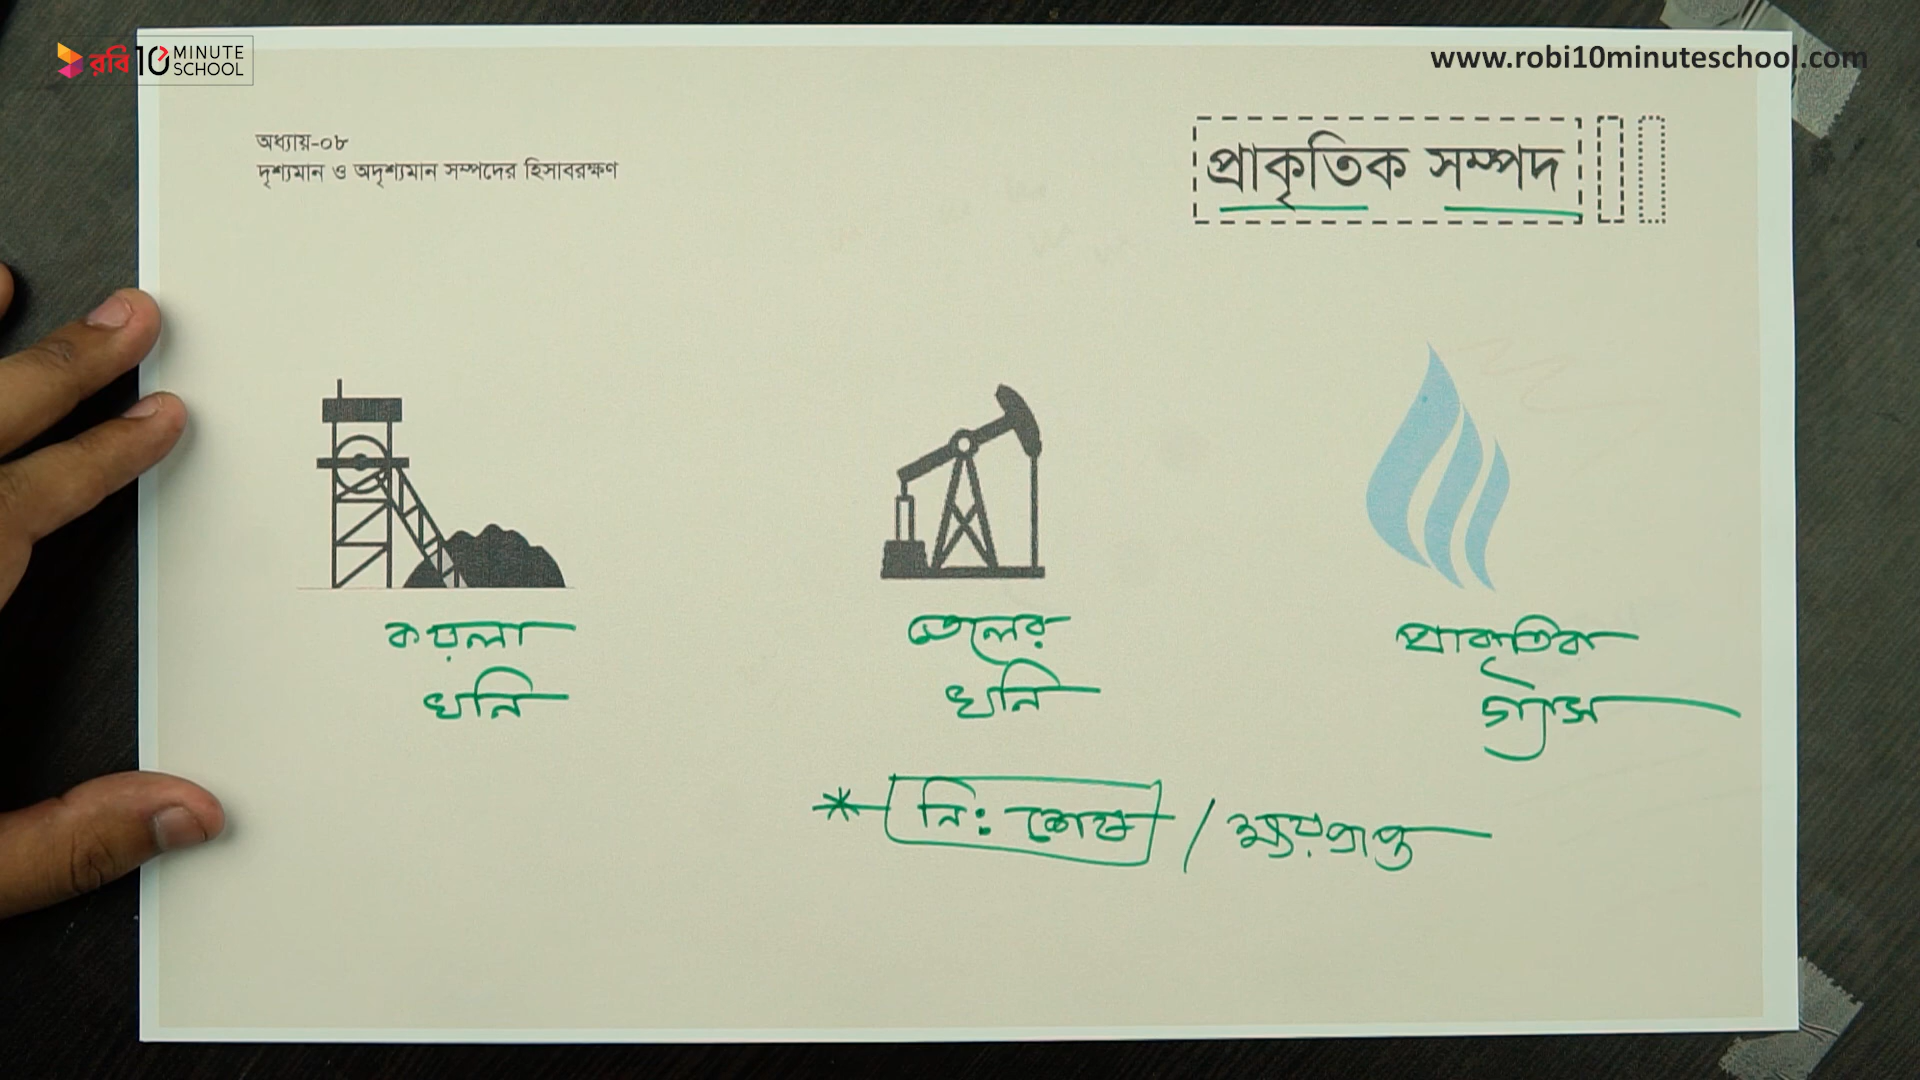 রবি 10 MINUTE SCHOOL
www.robi10minuteschool.com
অধ্যায়-০৮
দৃশ্যমান ও অদৃশ্যমান সম্পদের হিসাবরক্ষণ
প্রাকৃতিক সম্পদ
কয়লা
খনি
তেলের
খনি
প্রাকৃতিক
গ্যাস
* নি: শেষ / ক্ষয়প্রাপ্ত